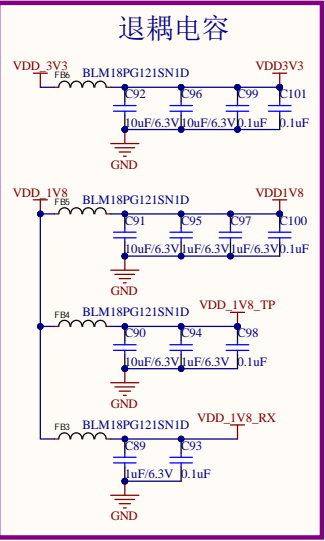 退耦电容
VDD_3V3 VDD3V3
FB6 BLM18PG121SN1D
C92 C96 C99 C101
10uF/6.3V 10uF/6.3V 0.1uF 0.1uF
GND
VDD_1V8 VDD1V8
FB5 BLM18PG121SN1D
C91 C95 C97 C100
10uF/6.3V 1uF/6.3V 1uF/6.3V 0.1uF
GND
VDD_1V8_TP
FB4 BLM18PG121SN1D
C90 C94 C98
10uF/6.3V 1uF/6.3V 0.1uF
GND
VDD_1V8_RX
FB3 BLM18PG121SN1D
C89 C93
1uF/6.3V 0.1uF
GND